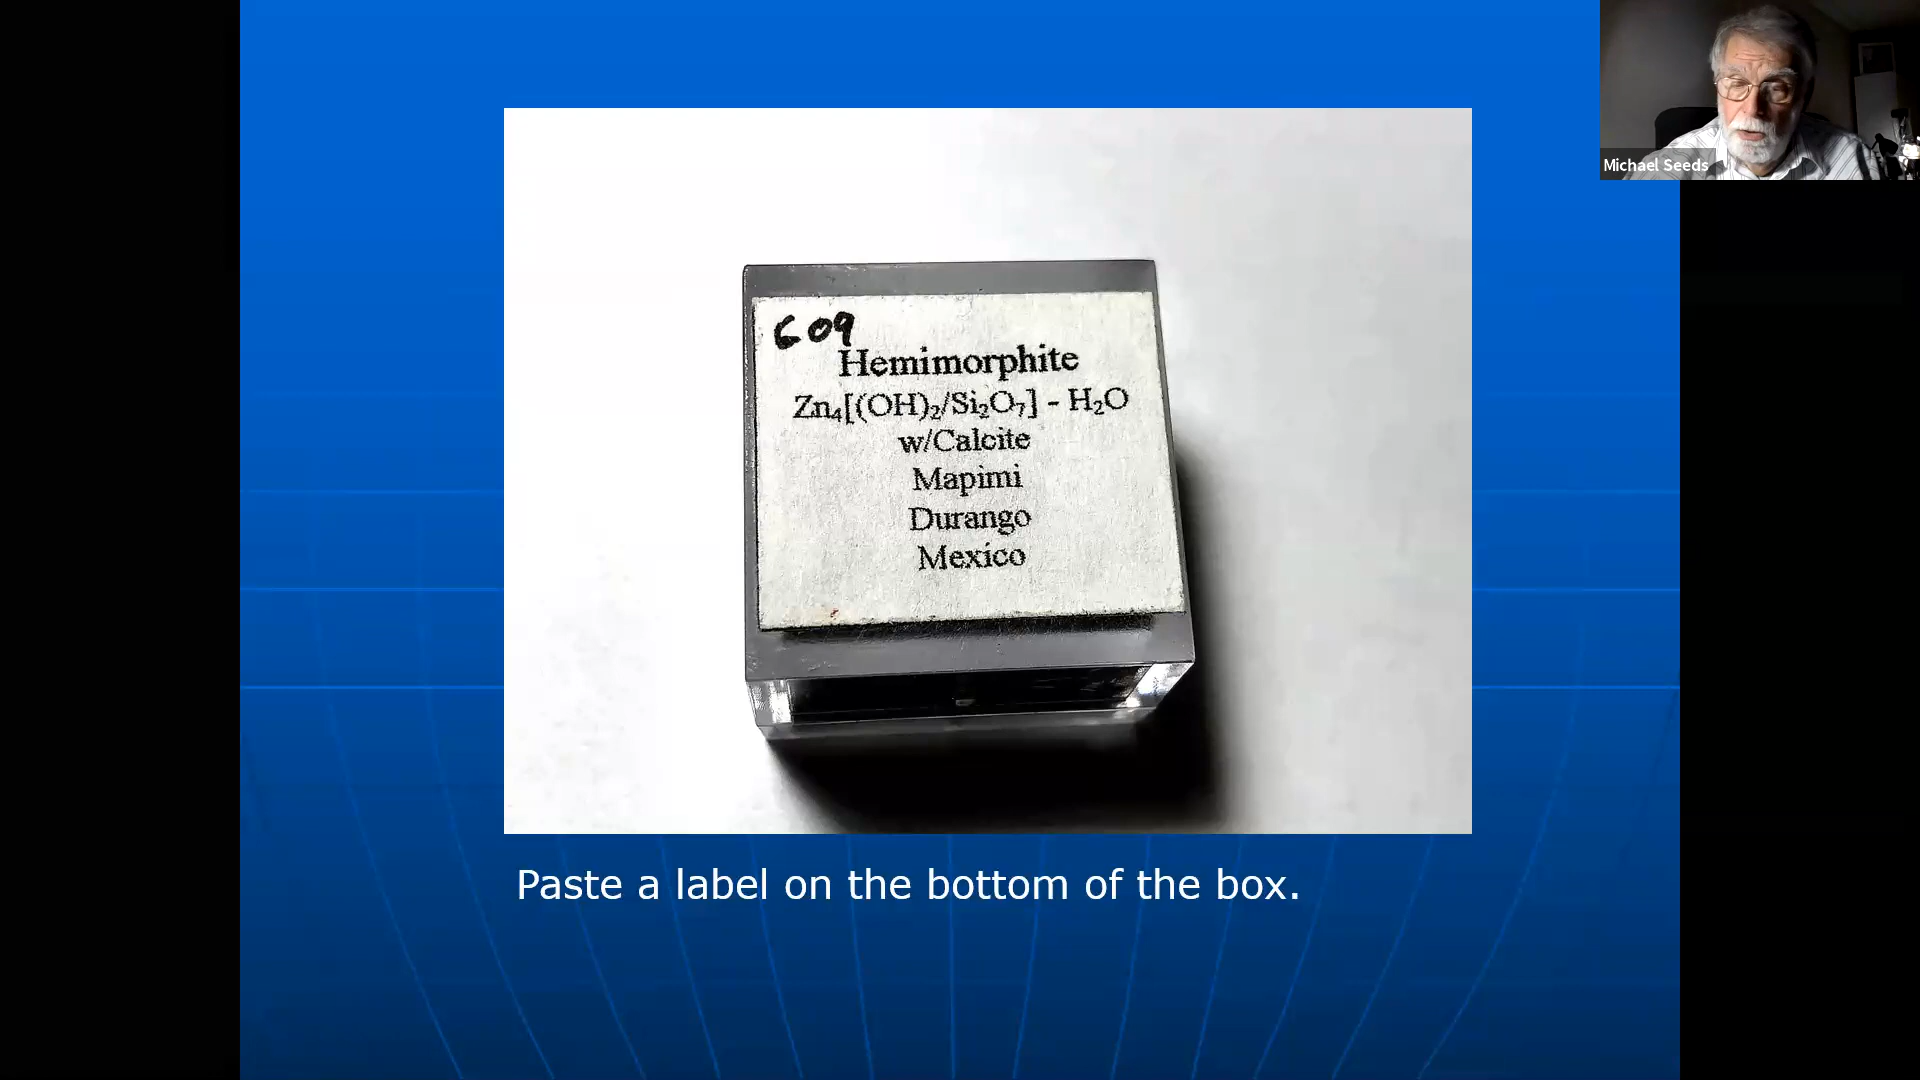 609
Hemimorphite
Zn₄[(OH)₂/Si₂O₇] - H₂O
w/Calcite
Mapimi
Durango
Mexico
Paste a label on the bottom of the box.
Michael Seeds